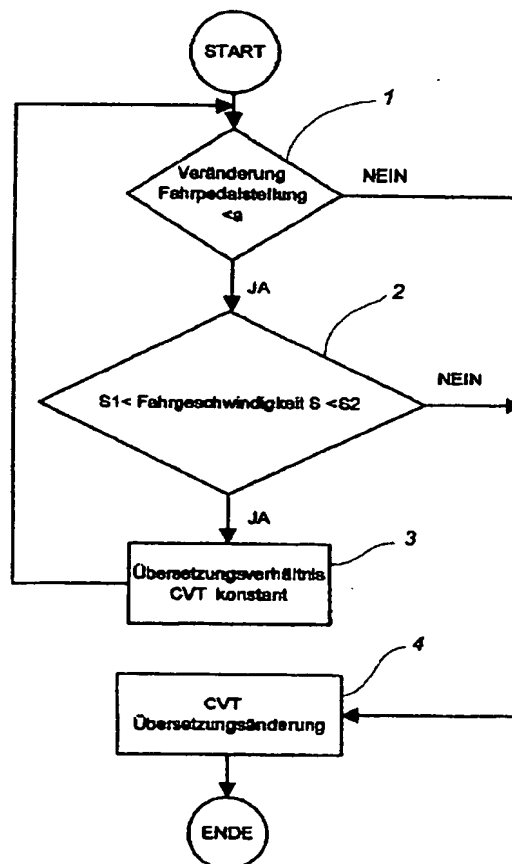 START
1
Veränderung
Fahrpedalstellung
<a
NEIN
JA
2
S1< Fahrgeschwindigkeit S <S2
NEIN
JA
3
Übersetzungsverhältnis
CVT konstant
4
CVT
Übersetzungsänderung
ENDE